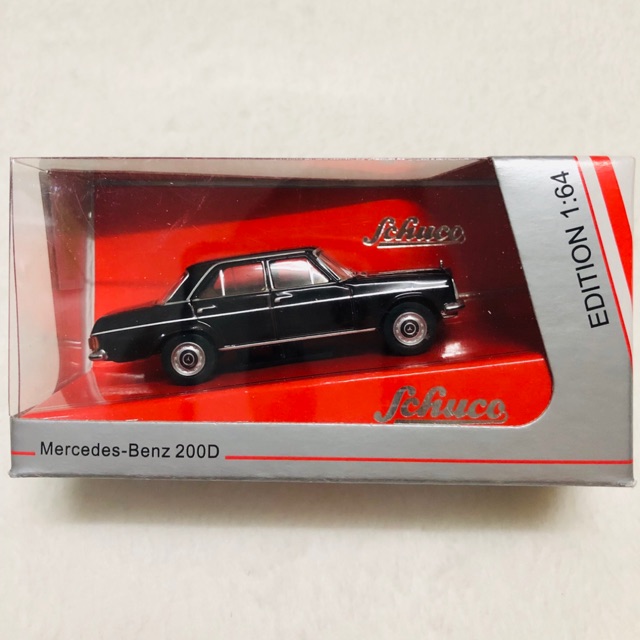 Schuco
EDITION 1:64
Schuco
Mercedes-Benz 200D